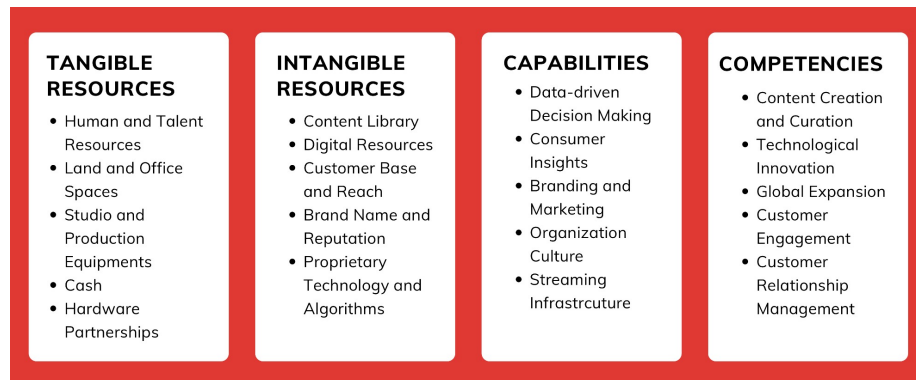 TANGIBLE
RESOURCES
• Human and Talent
Resources
• Land and Office
Spaces
• Studio and
Production
Equipments
• Cash
• Hardware
Partnerships
INTANGIBLE
RESOURCES
• Content Library
• Digital Resources
• Customer Base
and Reach
• Brand Name and
Reputation
• Proprietary
Technology and
Algorithms
CAPABILITIES
• Data-driven
Decision Making
• Consumer
Insights
• Branding and
Marketing
• Organization
Culture
• Streaming
Infrastrcuture
COMPETENCIES
• Content Creation
and Curation
• Technological
Innovation
• Global Expansion
• Customer
Engagement
• Customer
Relationship
Management